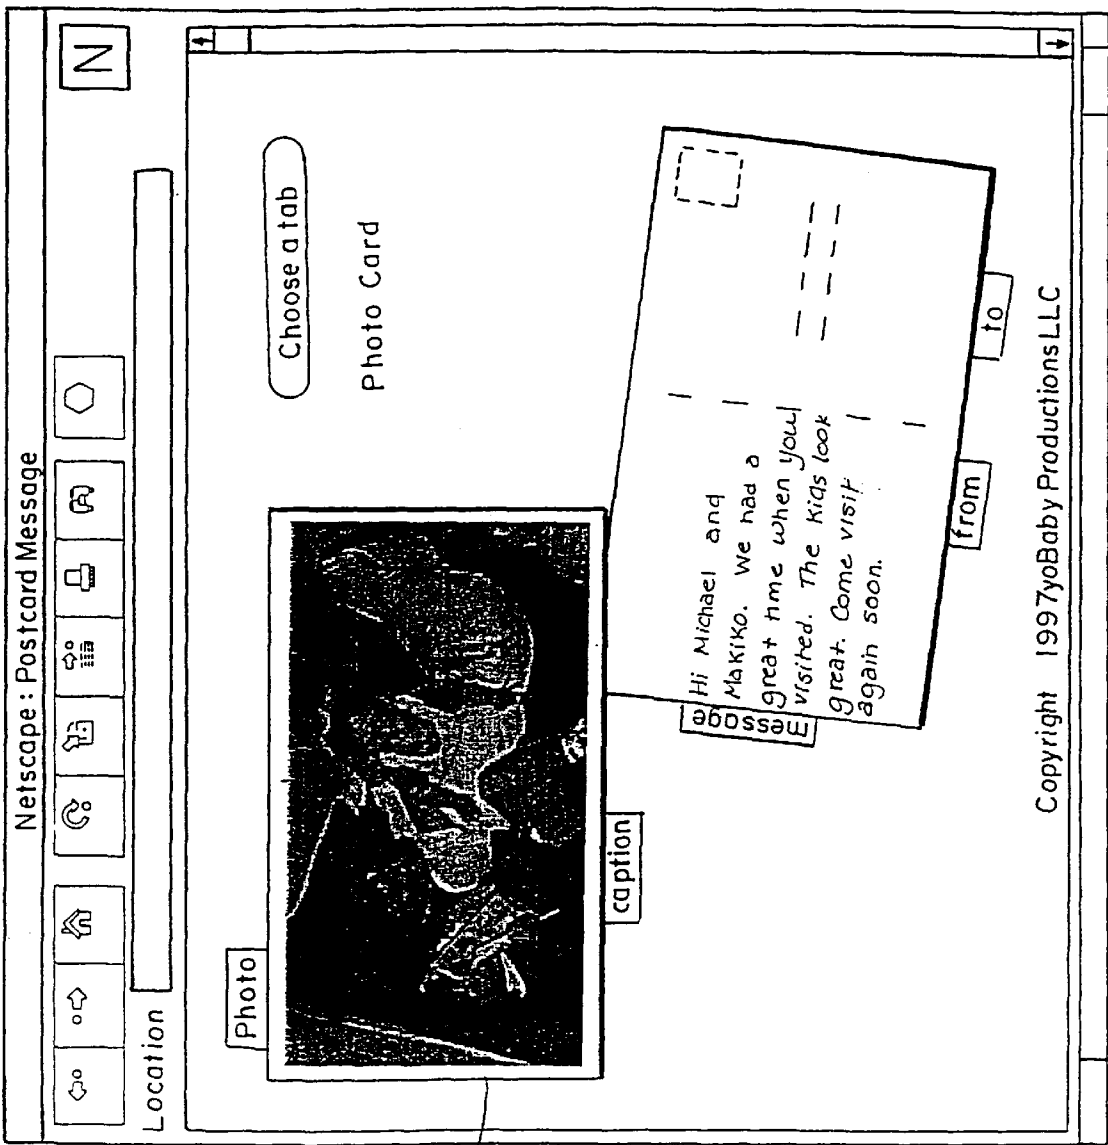 Netscape : Postcard Message
N
Location
Photo
Choose a tab
Photo Card
caption
Hi Michael and
Makiko. We had a
great time when you
visited. The kids look
great. Come visit
again soon.
message
from
to
Copyright 1997yoBaby Productions LLC